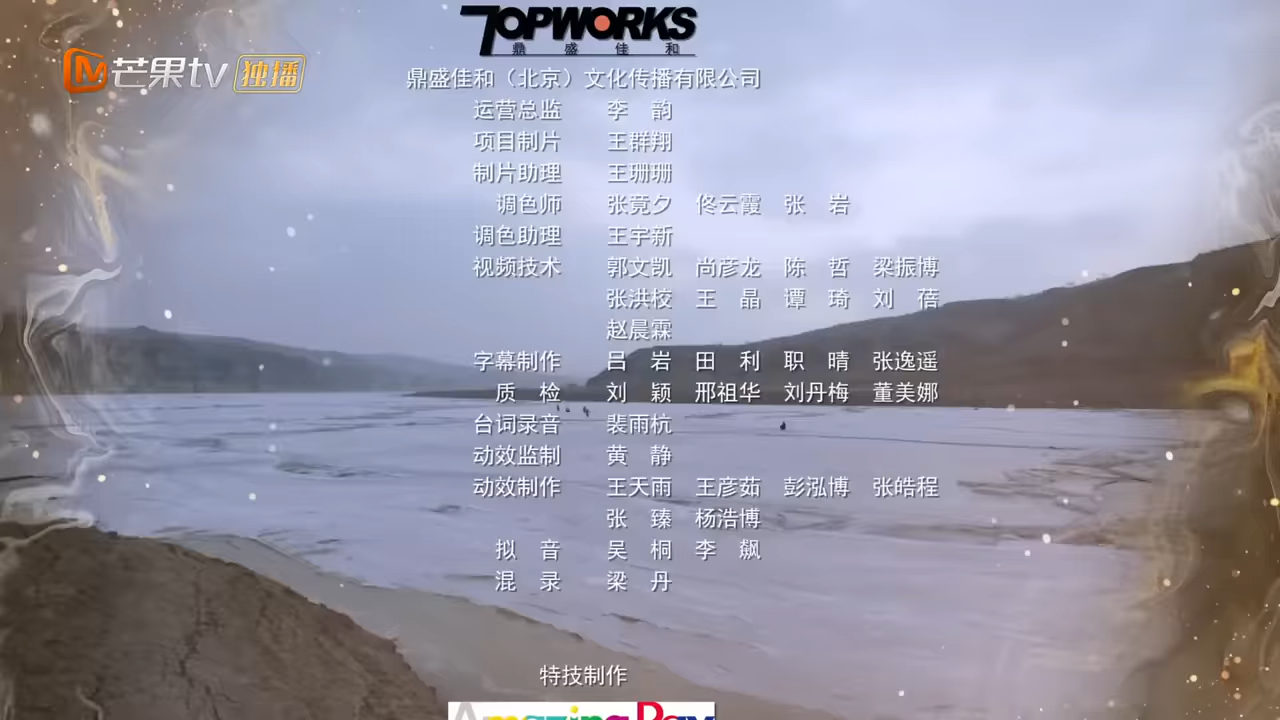 TOPWORKS
鼎盛佳和
芒果tv 独播
鼎盛佳和（北京）文化传播有限公司
运营总监 李 韵
项目制片 王群翔
制片助理 王珊珊
调色师 张竟夕 佟云霞 张 岩
调色助理 王宇新
视频技术 郭文凯 尚彦龙 陈 哲 梁振博
张洪桉 王 晶 谭 琦 刘 蓓
赵晨霖
字幕制作 吕 岩 田 利 职 晴 张逸遥
质 检 刘 颖 邢祖华 刘丹梅 董美娜
台词录音 裴雨杭
动效监制 黄 静
动效制作 王天雨 王彦茹 彭泓博 张皓程
张 臻 杨浩博
拟 音 吴 桐 李 飙
混 录 梁 丹
特技制作
Amazing Day